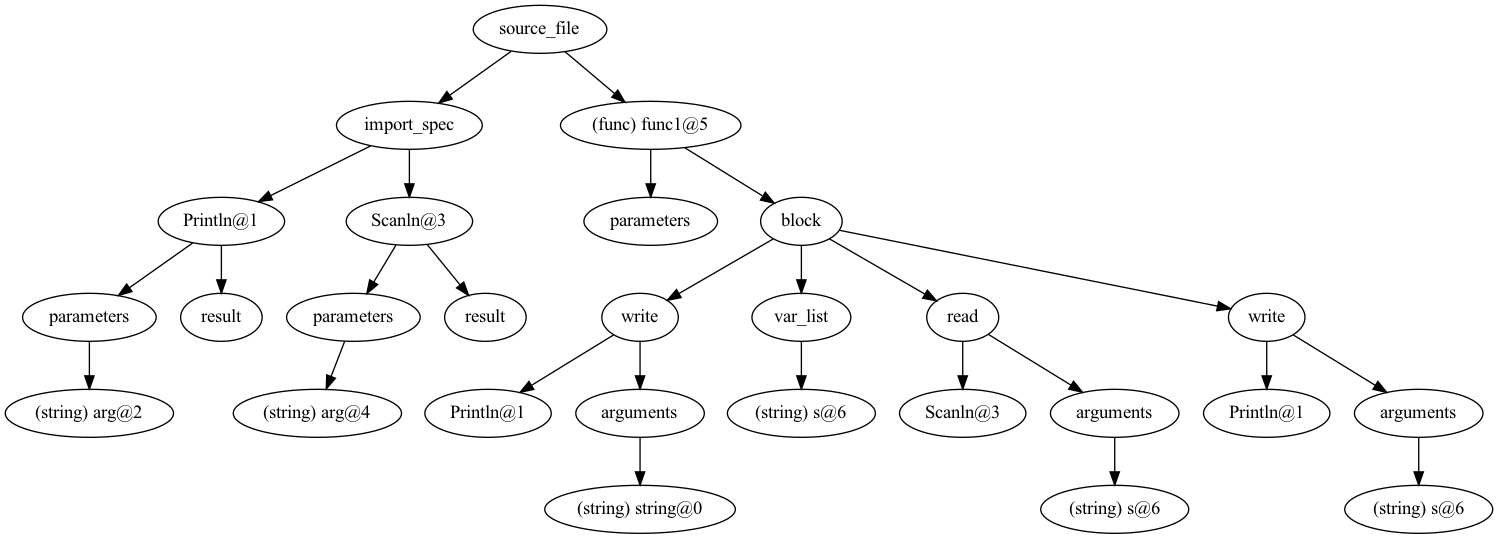 source_file
import_spec
(func) func1@5
Println@1
Scanln@3
parameters
block
parameters
result
parameters
result
write
var_list
read
write
(string) arg@2
(string) arg@4
Println@1
arguments
(string) s@6
Scanln@3
arguments
Println@1
arguments
(string) string@0
(string) s@6
(string) s@6